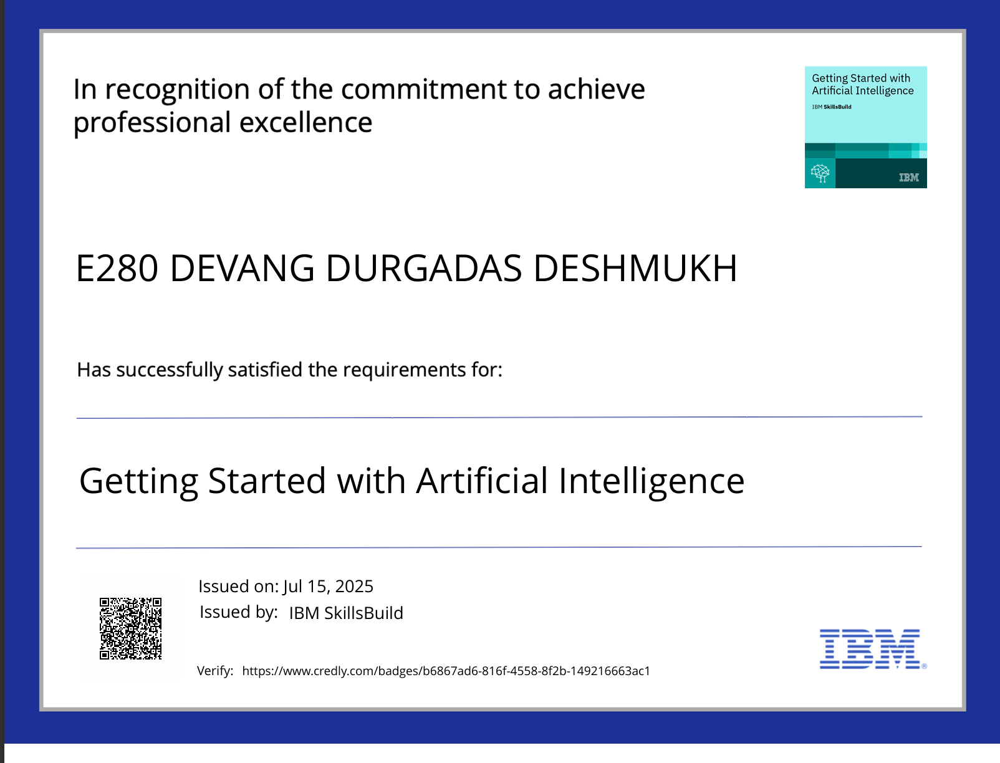 In recognition of the commitment to achieve
professional excellence
Getting Started with
Artificial Intelligence
IBM SkillsBuild
IBM
E280 DEVANG DURGADAS DESHMUKH
Has successfully satisfied the requirements for:
Getting Started with Artificial Intelligence
Issued on: Jul 15, 2025
Issued by: IBM SkillsBuild
Verify: https://www.credly.com/badges/b6867ad6-816f-4558-8f2b-149216663ac1
IBM®